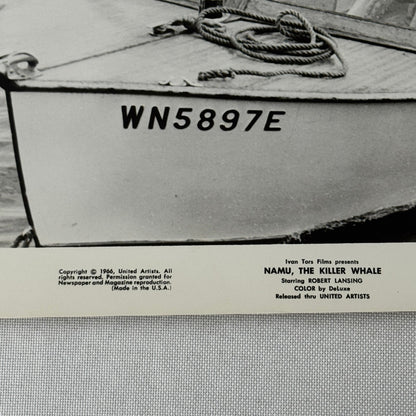 WN5897E
Copyright © 1966, United Artists. All
rights reserved. Permission granted for
Newspaper and Magazine reproduction.
(Made in the U.S.A.)
Ivan Tors Films presents
NAMU, THE KILLER WHALE
Starring ROBERT LANSING
COLOR by DeLuxe
Released thru UNITED ARTISTS